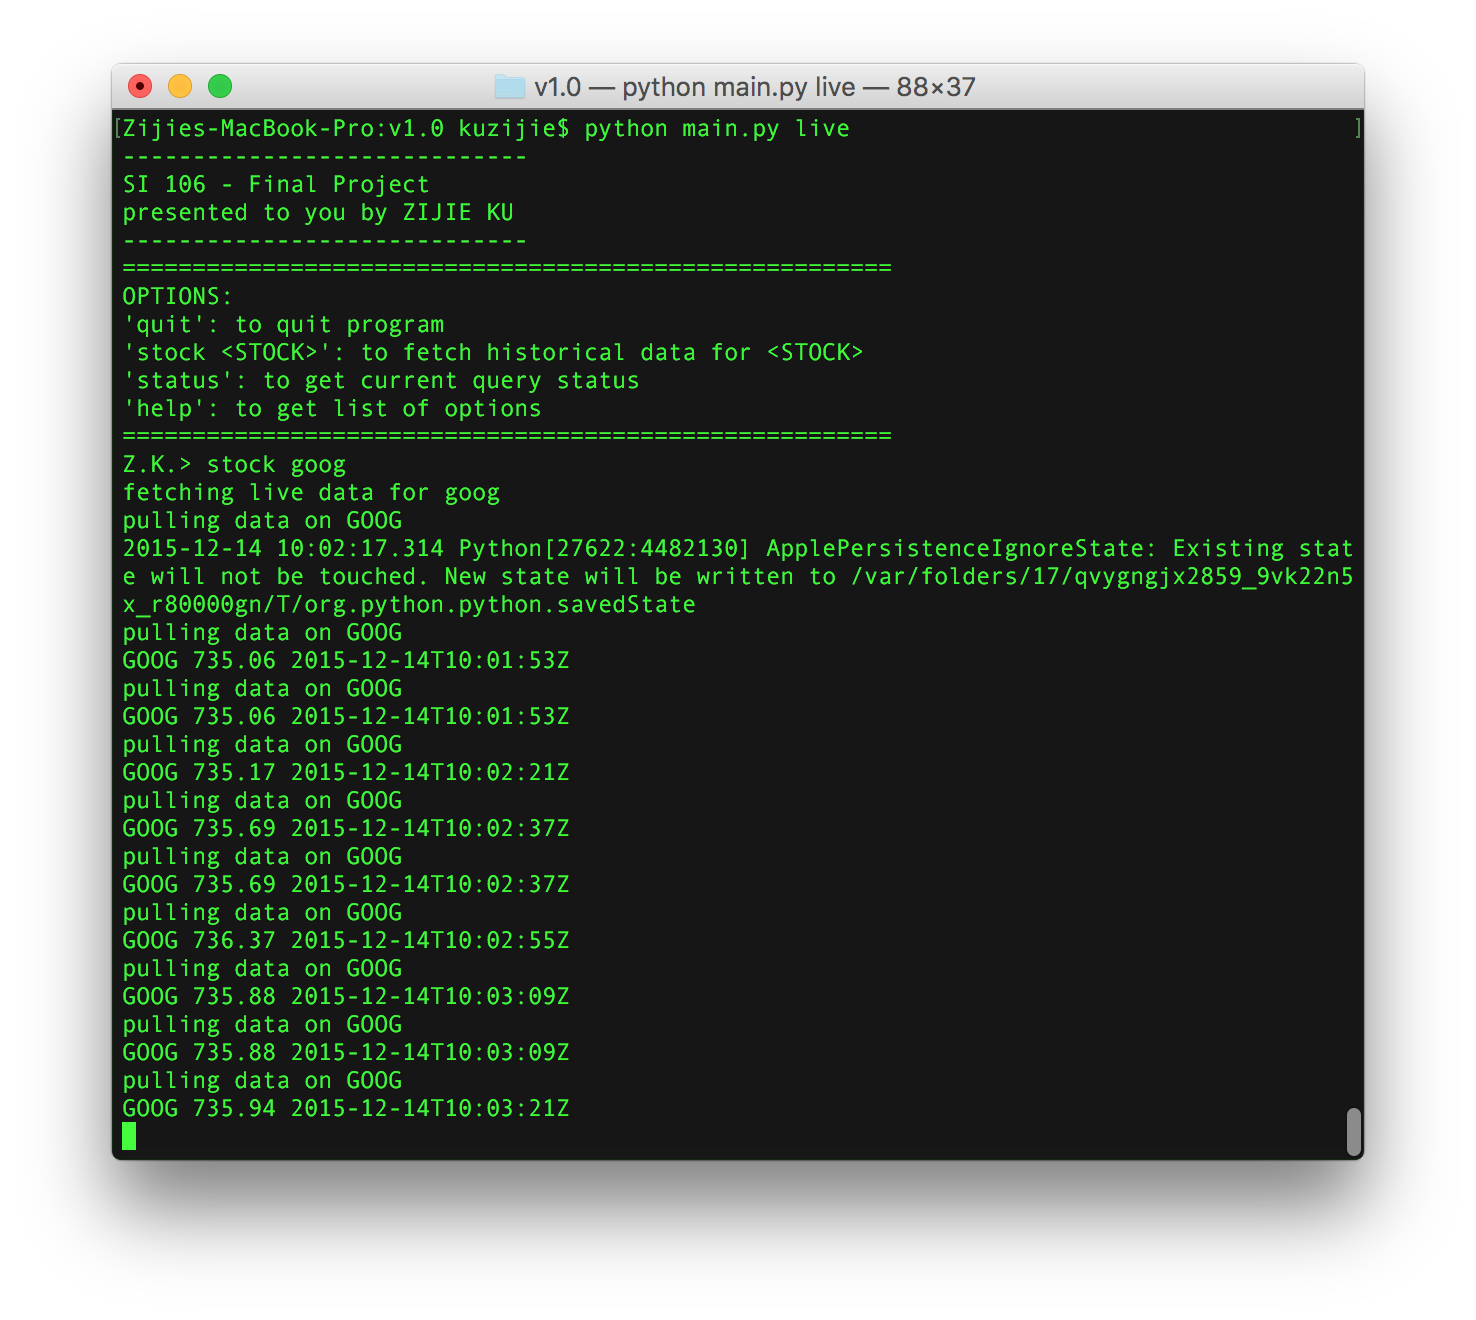 v1.0 — python main.py live — 88×37
[Zijies-MacBook-Pro:v1.0 kuzijie$ python main.py live ]
-----------------------------
SI 106 - Final Project
presented to you by ZIJIE KU
-----------------------------
=======================================================
OPTIONS:
'quit': to quit program
'stock <STOCK>': to fetch historical data for <STOCK>
'status': to get current query status
'help': to get list of options
=======================================================
Z.K.> stock goog
fetching live data for goog
pulling data on GOOG
2015-12-14 10:02:17.314 Python[27622:4482130] ApplePersistenceIgnoreState: Existing stat
e will not be touched. New state will be written to /var/folders/17/qvygngjx2859_9vk22n5
x_r80000gn/T/org.python.python.savedState
pulling data on GOOG
GOOG 735.06 2015-12-14T10:01:53Z
pulling data on GOOG
GOOG 735.06 2015-12-14T10:01:53Z
pulling data on GOOG
GOOG 735.17 2015-12-14T10:02:21Z
pulling data on GOOG
GOOG 735.69 2015-12-14T10:02:37Z
pulling data on GOOG
GOOG 735.69 2015-12-14T10:02:37Z
pulling data on GOOG
GOOG 736.37 2015-12-14T10:02:55Z
pulling data on GOOG
GOOG 735.88 2015-12-14T10:03:09Z
pulling data on GOOG
GOOG 735.88 2015-12-14T10:03:09Z
pulling data on GOOG
GOOG 735.94 2015-12-14T10:03:21Z